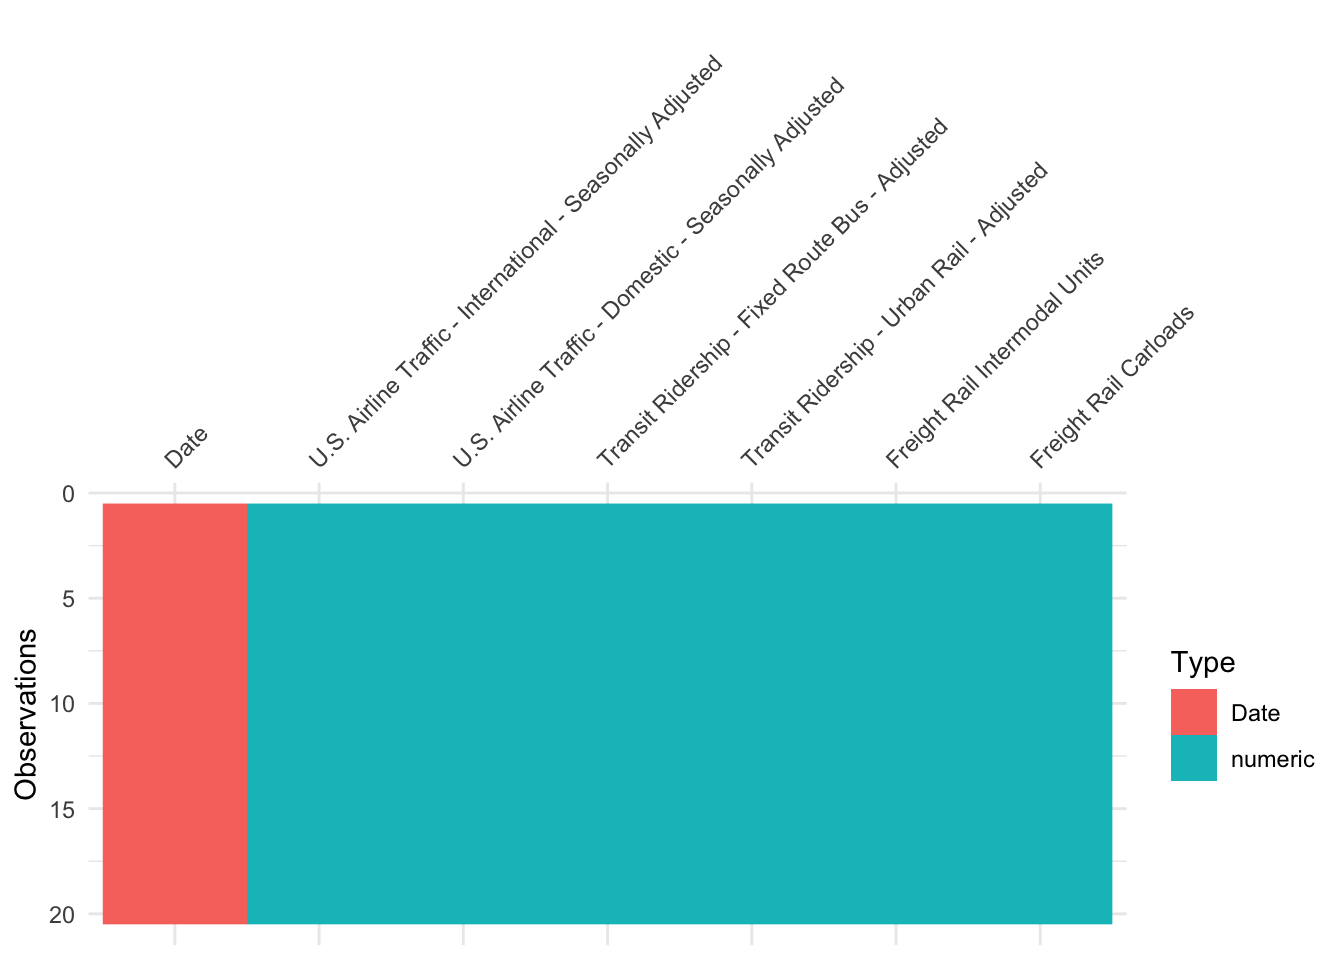 U.S. Airline Traffic - International - Seasonally Adjusted
U.S. Airline Traffic - Domestic - Seasonally Adjusted
Transit Ridership - Fixed Route Bus - Adjusted
Transit Ridership - Urban Rail - Adjusted
Freight Rail Intermodal Units
Freight Rail Carloads
Date
0
5
10
15
20
Observations
Type
Date
numeric